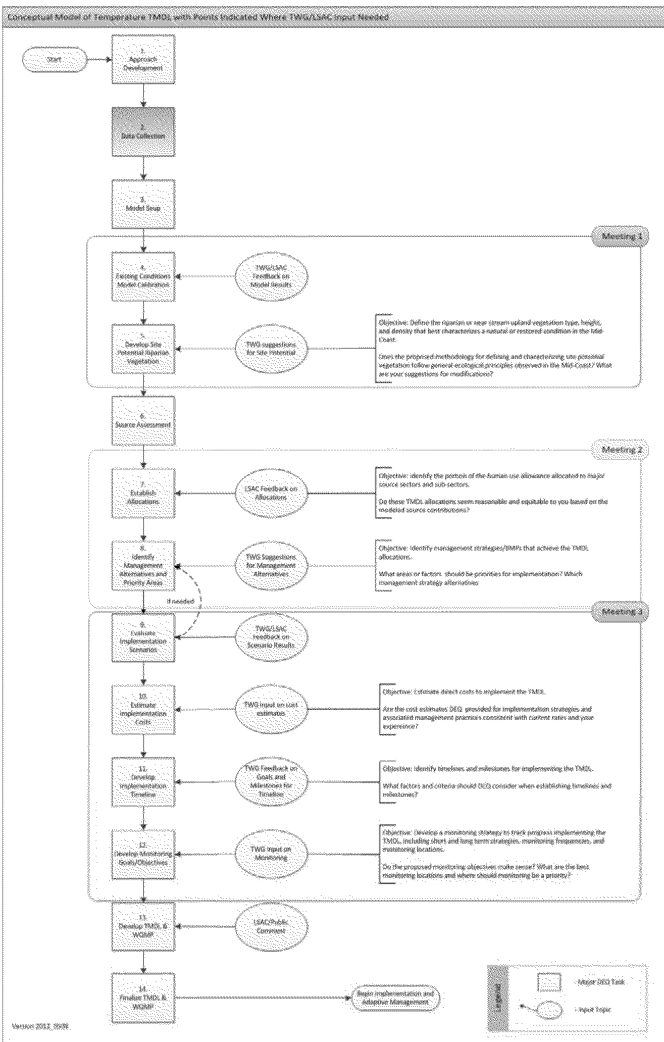 Conceptual Model of Temperature TMDL with Points Indicated Where TWG/LSAC Input Needed
Start
1.
Approach
Development
2.
Data Collection
3.
Model Setup
Meeting 1
4.
Existing Conditions
Model Calibration
TWG/LSAC
Feedback on
Model Results
5.
Develop Site
Potential Riparian
Vegetation
TWG suggestions
for Site Potential
Objective: Define the riparian or near stream upland vegetation type, height,
and density that best characterizes a natural or restored condition in the Mid-
Coast.
Does the proposed methodology for defining and characterizing site potential
vegetation follow general ecological principles observed in the Mid-Coast? What
are your suggestions for modifications?
6.
Source Assessment
Meeting 2
7.
Establish
Allocations
LSAC Feedback on
Allocations
Objective: Identify the portion of the human use allowance allocated to major
source sectors and sub-sectors.
Do these TMDL allocations seem reasonable and equitable to you based on the
modeled source contributions?
8.
Identify
Management
Alternatives and
Priority Areas
TWG Suggestions
for Management
Alternatives
Objective: Identify management strategies/BMPs that achieve the TMDL
allocations.
What areas or factors should be priorities for implementation? Which
management strategy alternatives
if needed
Meeting 3
9.
Evaluate
Implementation
Scenarios
TWG/LSAC
Feedback on
Scenario Results
10.
Estimate
Implementation
Costs
TWG Input on cost
estimates
Objective: Estimate direct costs to implement the TMDL
Are the cost estimates DEQ provided for implementation strategies and
associated management practices consistent with current rates and your
experience?
11.
Develop
Implementation
Timeline
TWG Feedback on
Goals and
Milestones for
Timeline
Objective: Identify timelines and milestones for implementing the TMDL.
What factors and criteria should DEQ consider when establishing timelines and
milestones?
12.
Develop Monitoring
Goals/Objectives
TWG Input on
Monitoring
Objective: Develop a monitoring strategy to track progress implementing the
TMDL, including short and long term strategies, monitoring frequencies, and
monitoring locations.
Do the proposed monitoring objectives make sense? What are the best
monitoring locations and where should monitoring be a priority?
13.
Develop TMDL &
WQMP
LSAC/Public
Comment
14.
Finalize TMDL &
WQMP
Begin Implementation and
Adaptive Management
Legend
- Major DEQ Task
- Input Topic